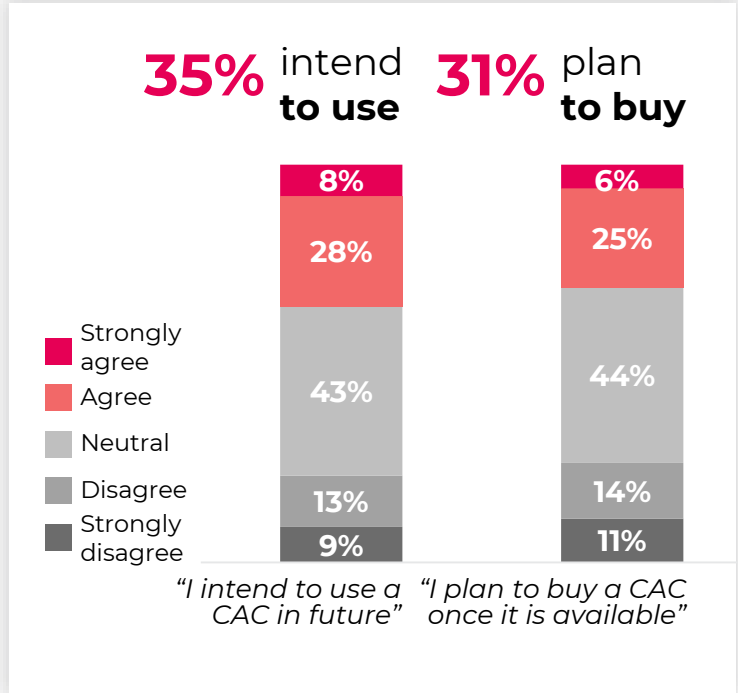 35% intend
to use
31% plan
to buy
8%
28%
43%
13%
9%
6%
25%
44%
14%
11%
Strongly
agree
Agree
Neutral
Disagree
Strongly
disagree
“I intend to use a
CAC in future”
“I plan to buy a CAC
once it is available”